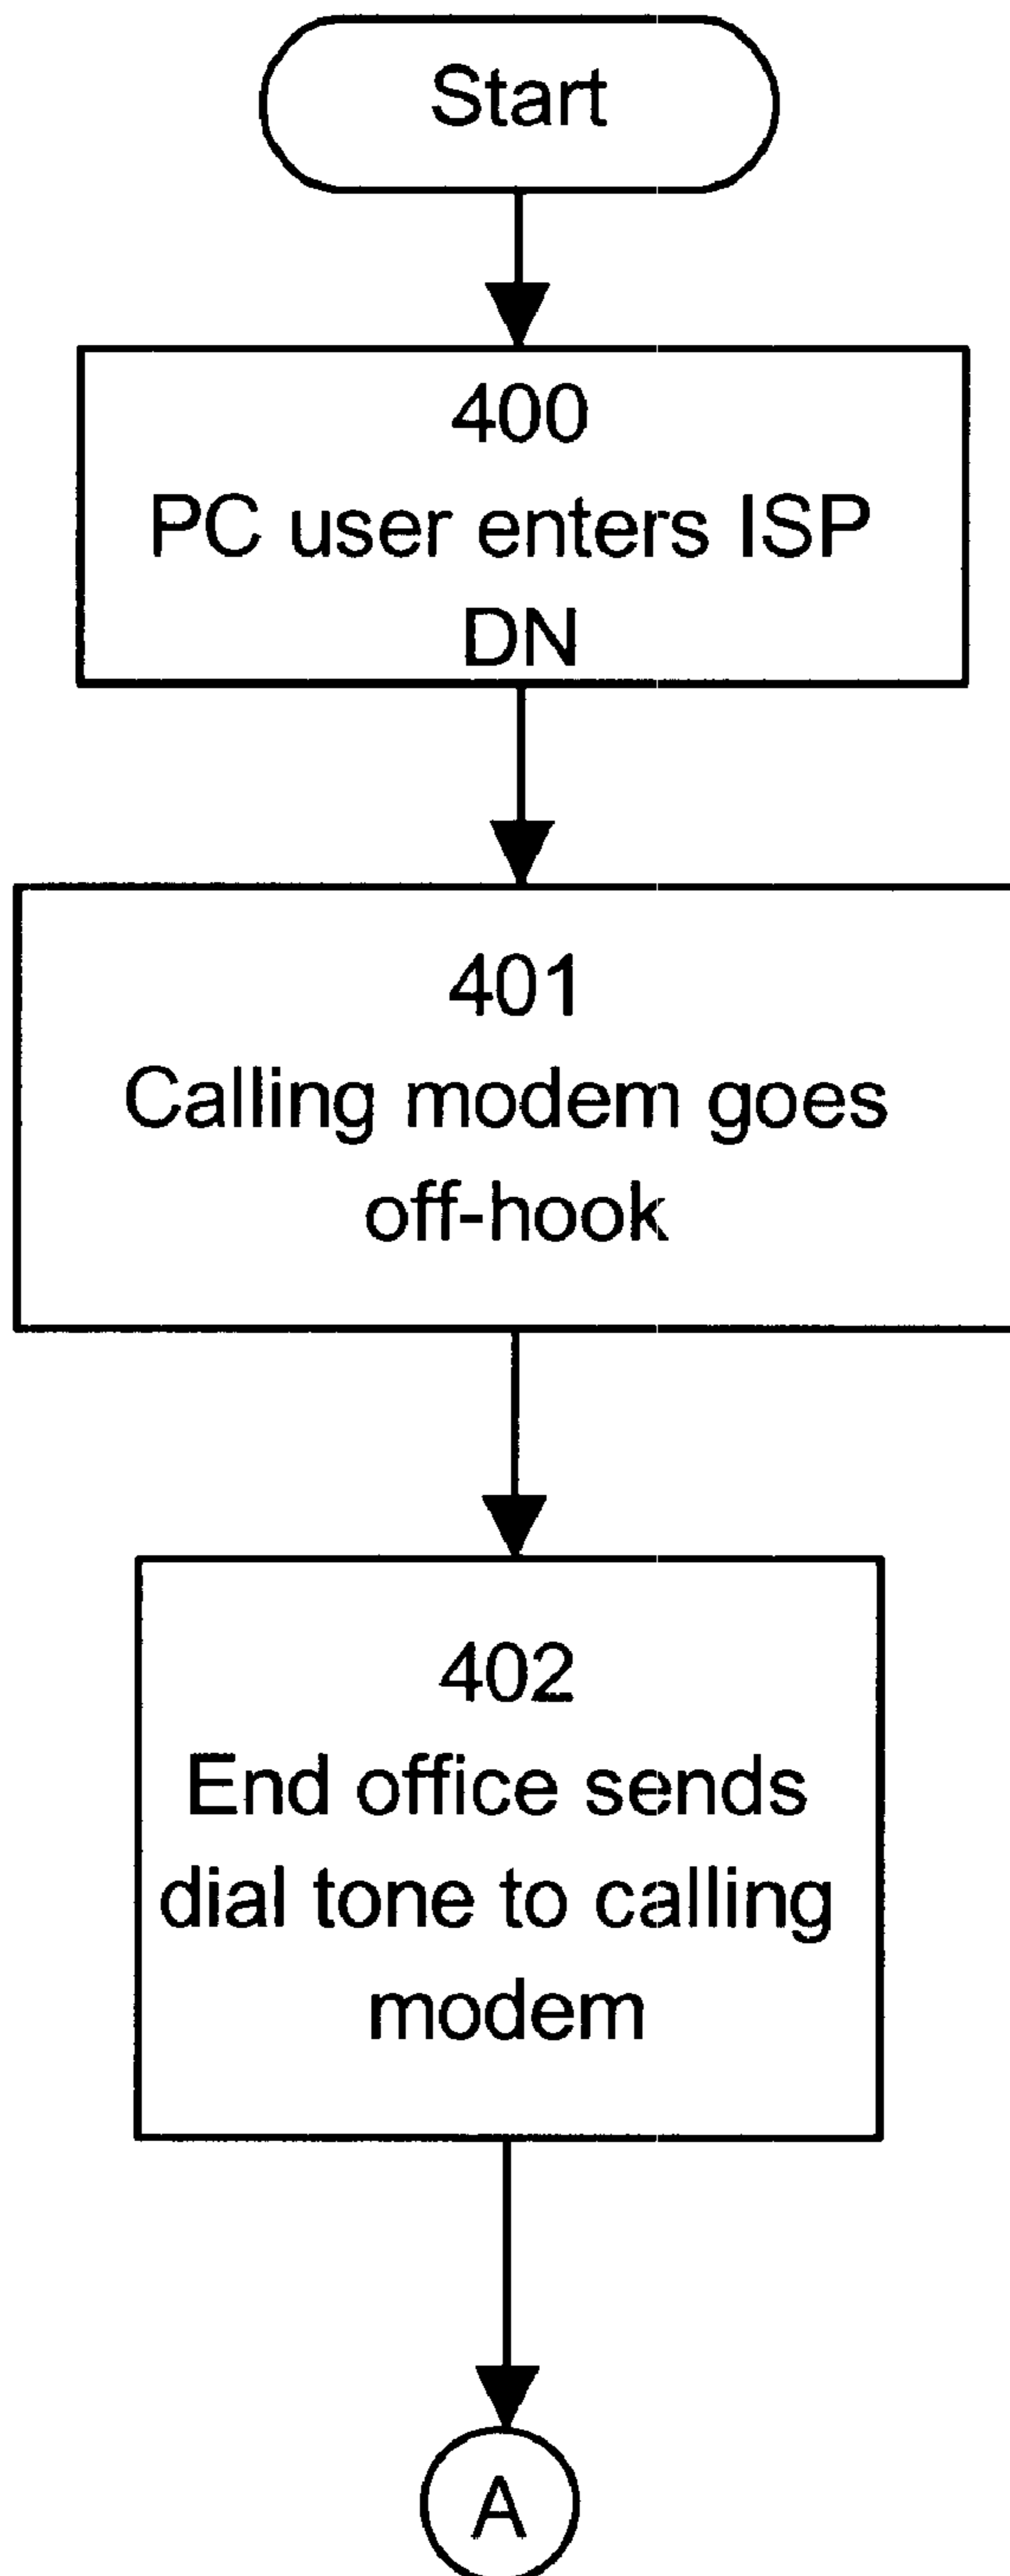 Start
400
PC user enters ISP
DN
401
Calling modem goes
off-hook
402
End office sends
dial tone to calling
modem
A